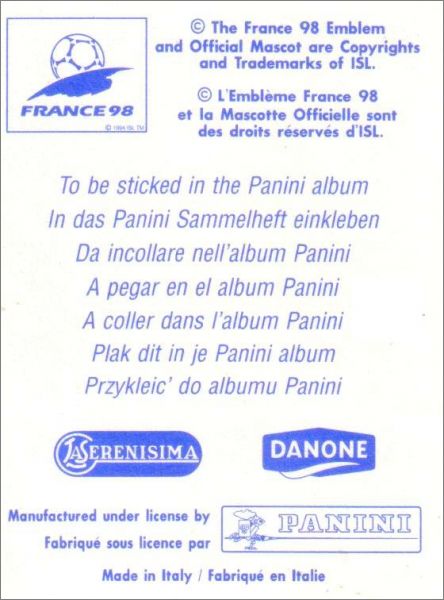 FRANCE 98
© 1994 ISL TM
© The France 98 Emblem
and Official Mascot are Copyrights
and Trademarks of ISL.
© L'Emblème France 98
et la Mascotte Officielle sont
des droits réservés d'ISL.
To be sticked in the Panini album
In das Panini Sammelheft einkleben
Da incollare nell'album Panini
A pegar en el album Panini
A coller dans l'album Panini
Plak dit in je Panini album
Przykleic' do albumu Panini
LA SERENISIMA
DANONE
Manufactured under license by
Fabriqué sous licence par
PANINI
Made in Italy / Fabriqué en Italie